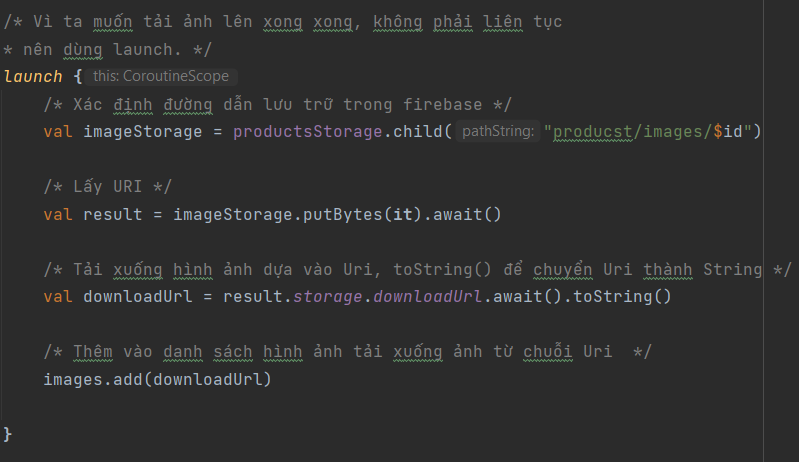 /* Vì ta muốn tải ảnh lên xong xong, không phải liên tục
* nên dùng launch. */
launch { this: CoroutineScope
/* Xác định đường dẫn lưu trữ trong firebase */
val imageStorage = productsStorage.child( pathString: "producst/images/$id")
/* Lấy URI */
val result = imageStorage.putBytes(it).await()
/* Tải xuống hình ảnh dựa vào Uri, toString() để chuyển Uri thành String */
val downloadUrl = result.storage.downloadUrl.await().toString()
/* Thêm vào danh sách hình ảnh tải xuống ảnh từ chuỗi Uri  */
images.add(downloadUrl)
}